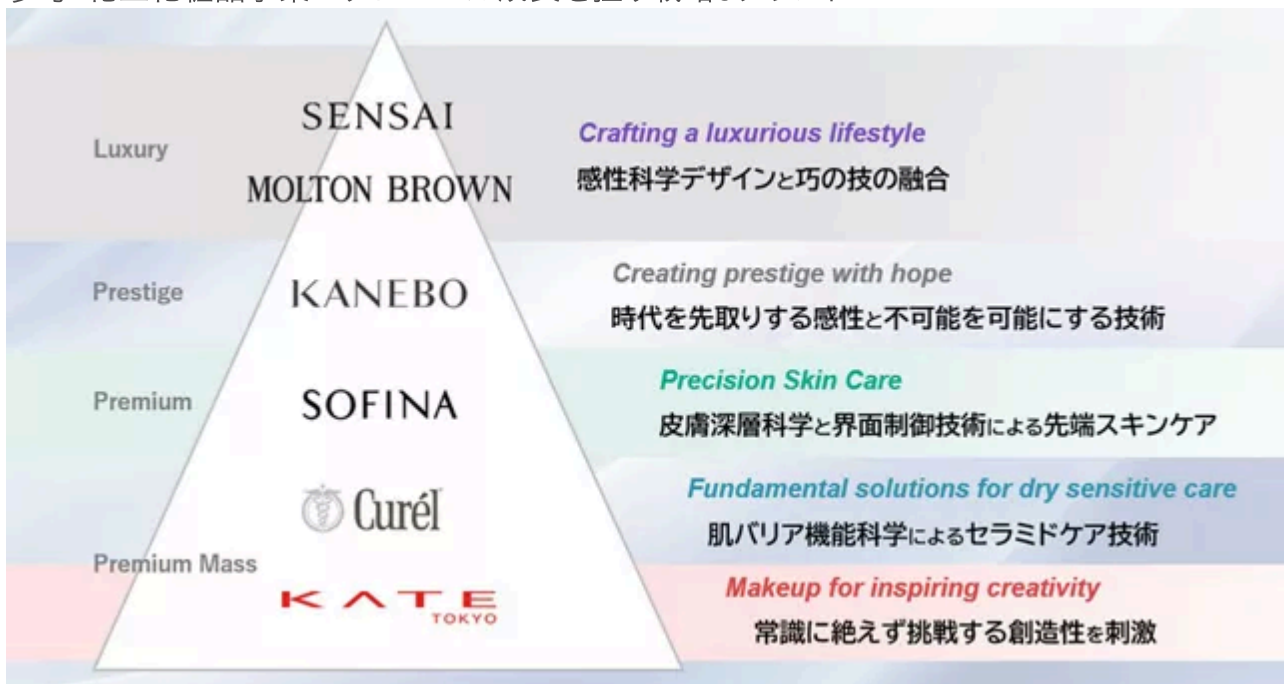 Luxury
SENSAI
MOLTON BROWN
Crafting a luxurious lifestyle
感性科学デザインと巧の技の融合
Prestige
KANEBO
Creating prestige with hope
時代を先取りする感性と不可能を可能にする技術
Premium
SOFINA
Precision Skin Care
皮膚深層科学と界面制御技術による先端スキンケア
Premium Mass
Curél
Fundamental solutions for dry sensitive care
肌バリア機能科学によるセラミドケア技術
KATE
TOKYO
Makeup for inspiring creativity
常識に絶えず挑戦する創造性を刺激